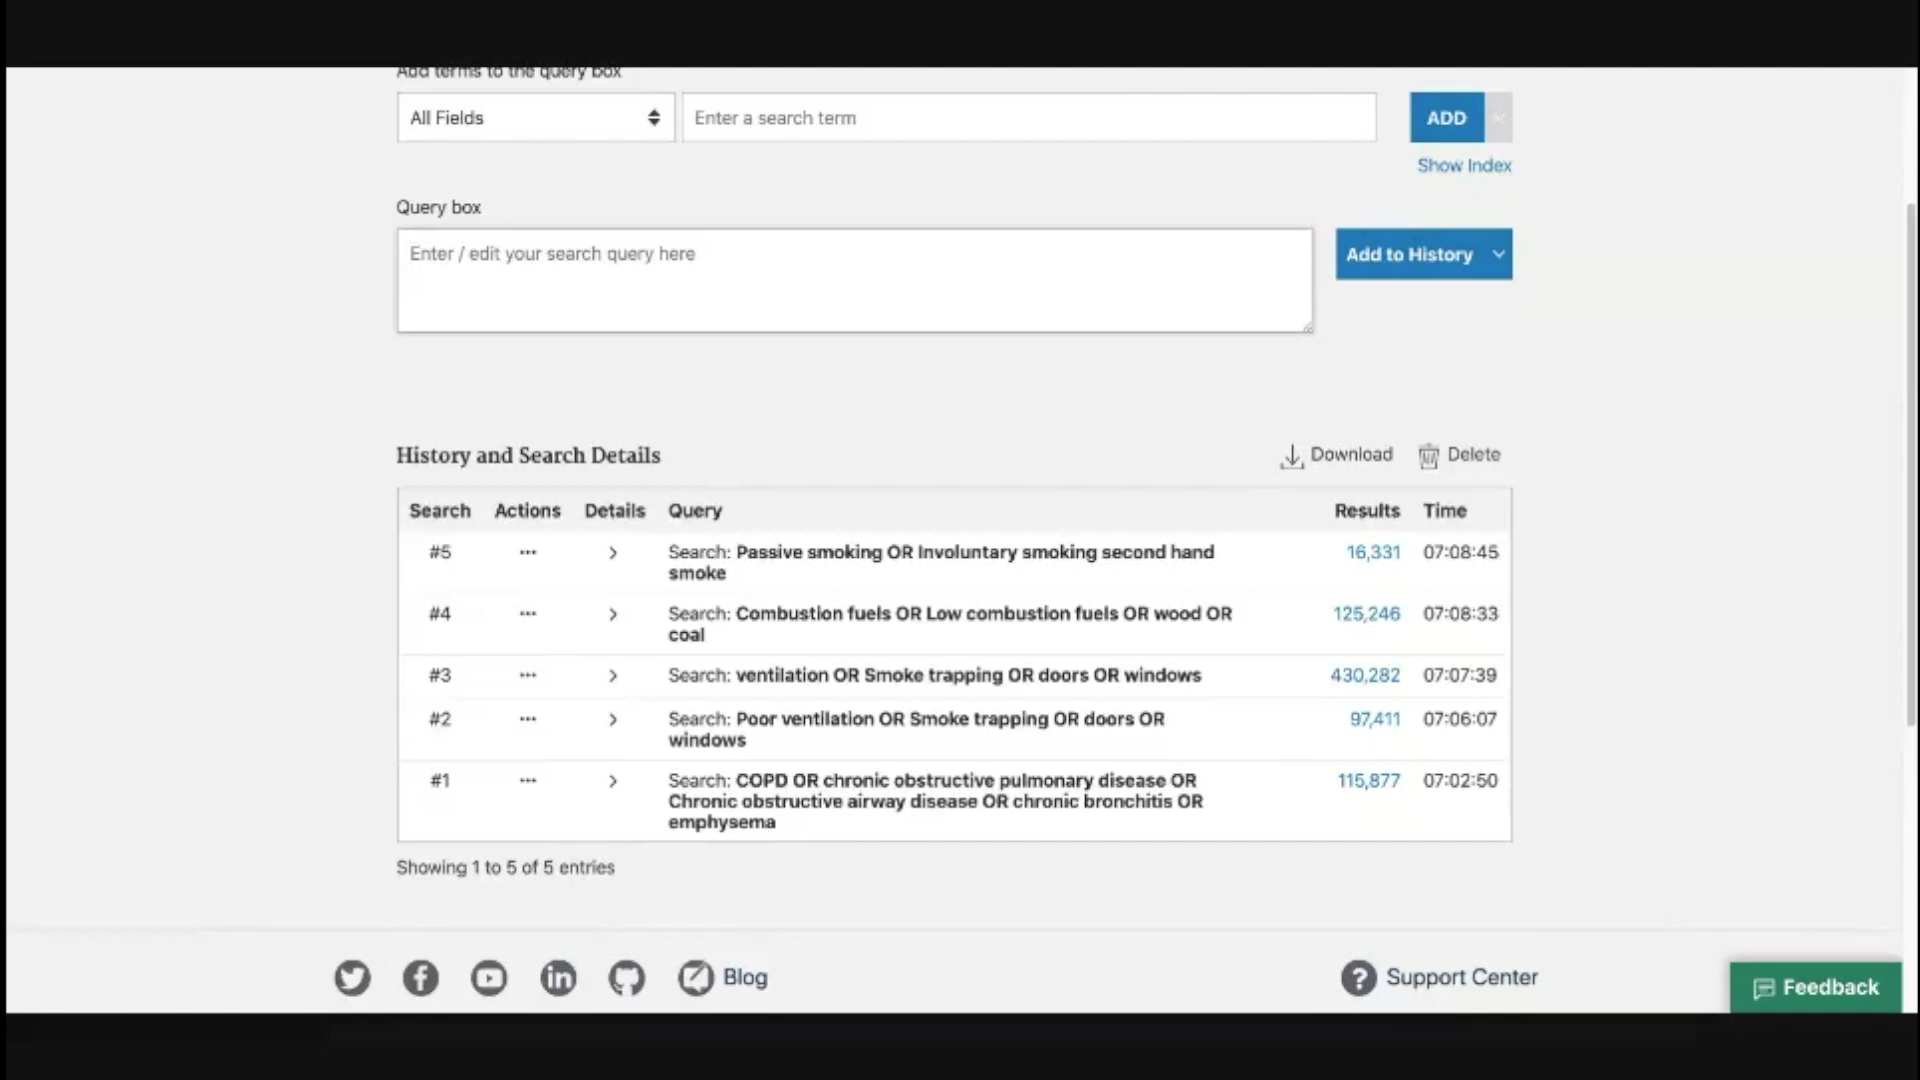 Add terms to the query box
All Fields
Enter a search term
ADD
Show Index
Query box
Enter / edit your search query here
Add to History
History and Search Details
Download
Delete
Search Actions Details Query Results Time
#5 ... Search: Passive smoking OR Involuntary smoking second hand 16,331 07:08:45
smoke
#4 ... Search: Combustion fuels OR Low combustion fuels OR wood OR 125,246 07:08:33
coal
#3 ... Search: ventilation OR Smoke trapping OR doors OR windows 430,282 07:07:39
#2 ... Search: Poor ventilation OR Smoke trapping OR doors OR 97,411 07:06:07
windows
#1 ... Search: COPD OR chronic obstructive pulmonary disease OR 115,877 07:02:50
Chronic obstructive airway disease OR chronic bronchitis OR
emphysema
Showing 1 to 5 of 5 entries
Blog
Support Center
Feedback